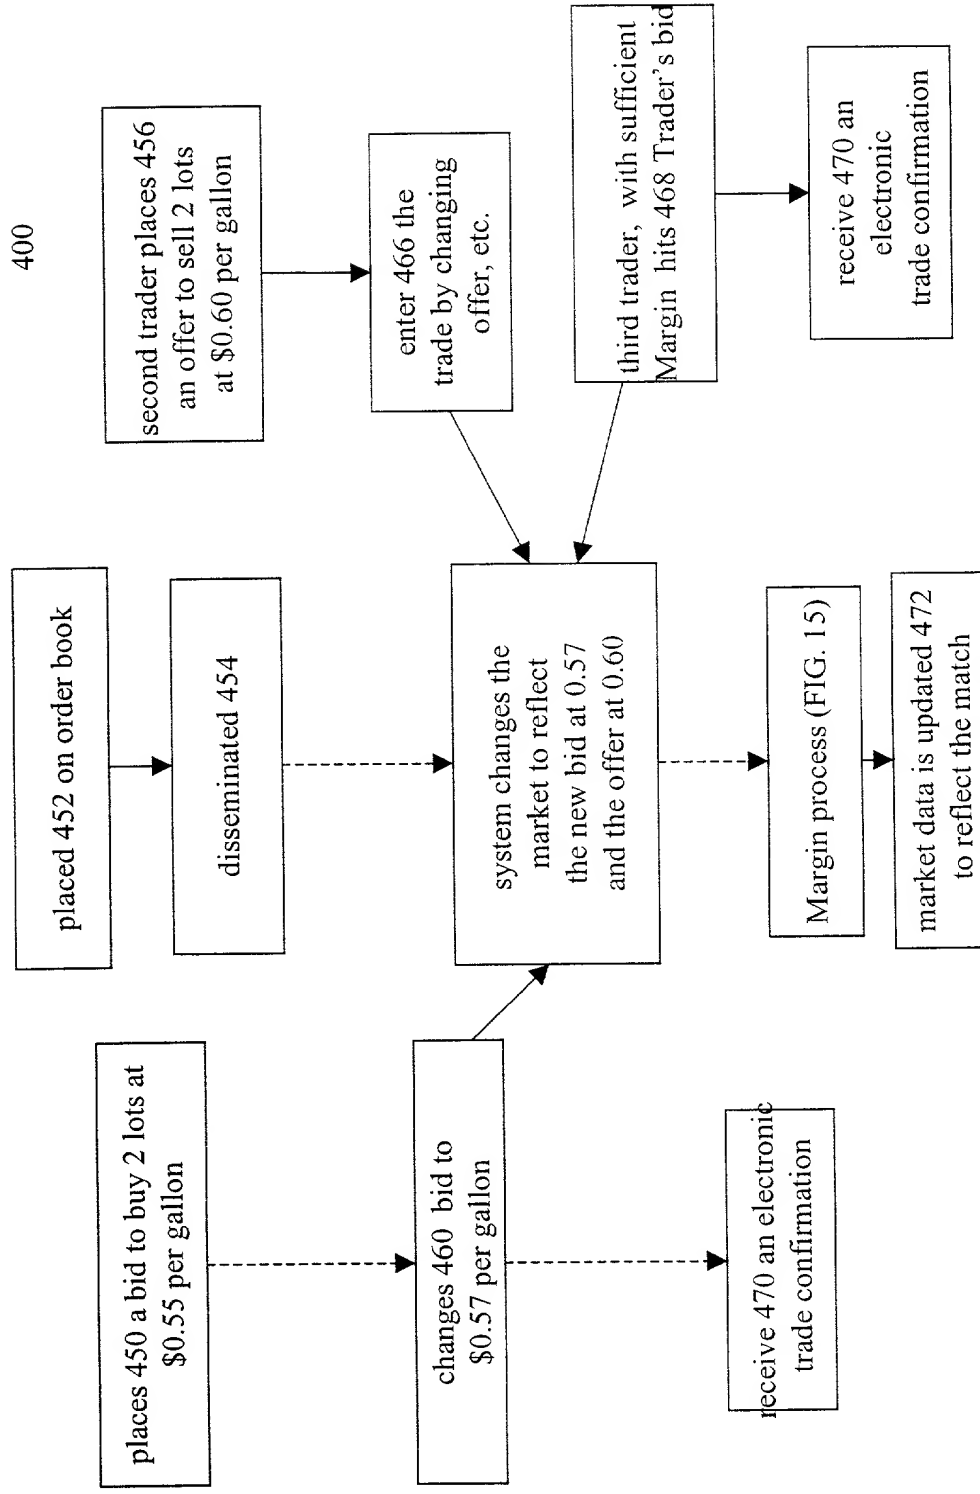 400
places 450 a bid to buy 2 lots at
$0.55 per gallon
changes 460 bid to
$0.57 per gallon
receive 470 an electronic
trade confirmation
placed 452 on order book
disseminated 454
system changes the
market to reflect
the new bid at 0.57
and the offer at 0.60
Margin process (FIG. 15)
market data is updated 472
to reflect the match
second trader places 456
an offer to sell 2 lots
at $0.60 per gallon
enter 466 the
trade by changing
offer, etc.
third trader, with sufficient
Margin hits 468 Trader's bid
receive 470 an
electronic
trade confirmation